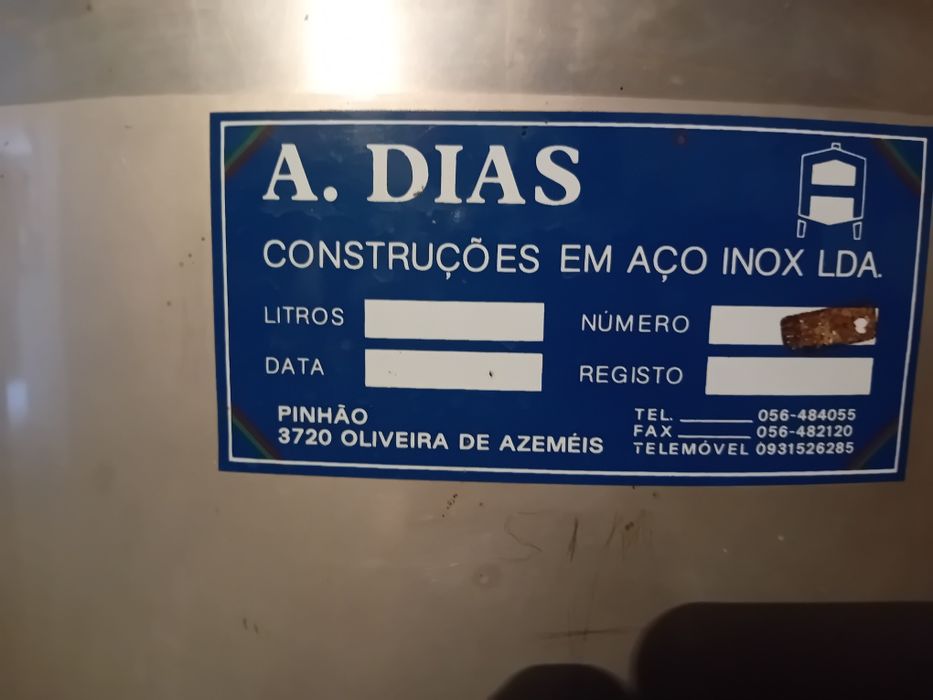 A. DIAS
CONSTRUÇÕES EM AÇO INOX LDA.
LITROS
NÚMERO
DATA
REGISTO
PINHÃO
3720 OLIVEIRA DE AZEMÉIS
TEL. 056-484055
FAX 056-482120
TELEMÓVEL 0931526285